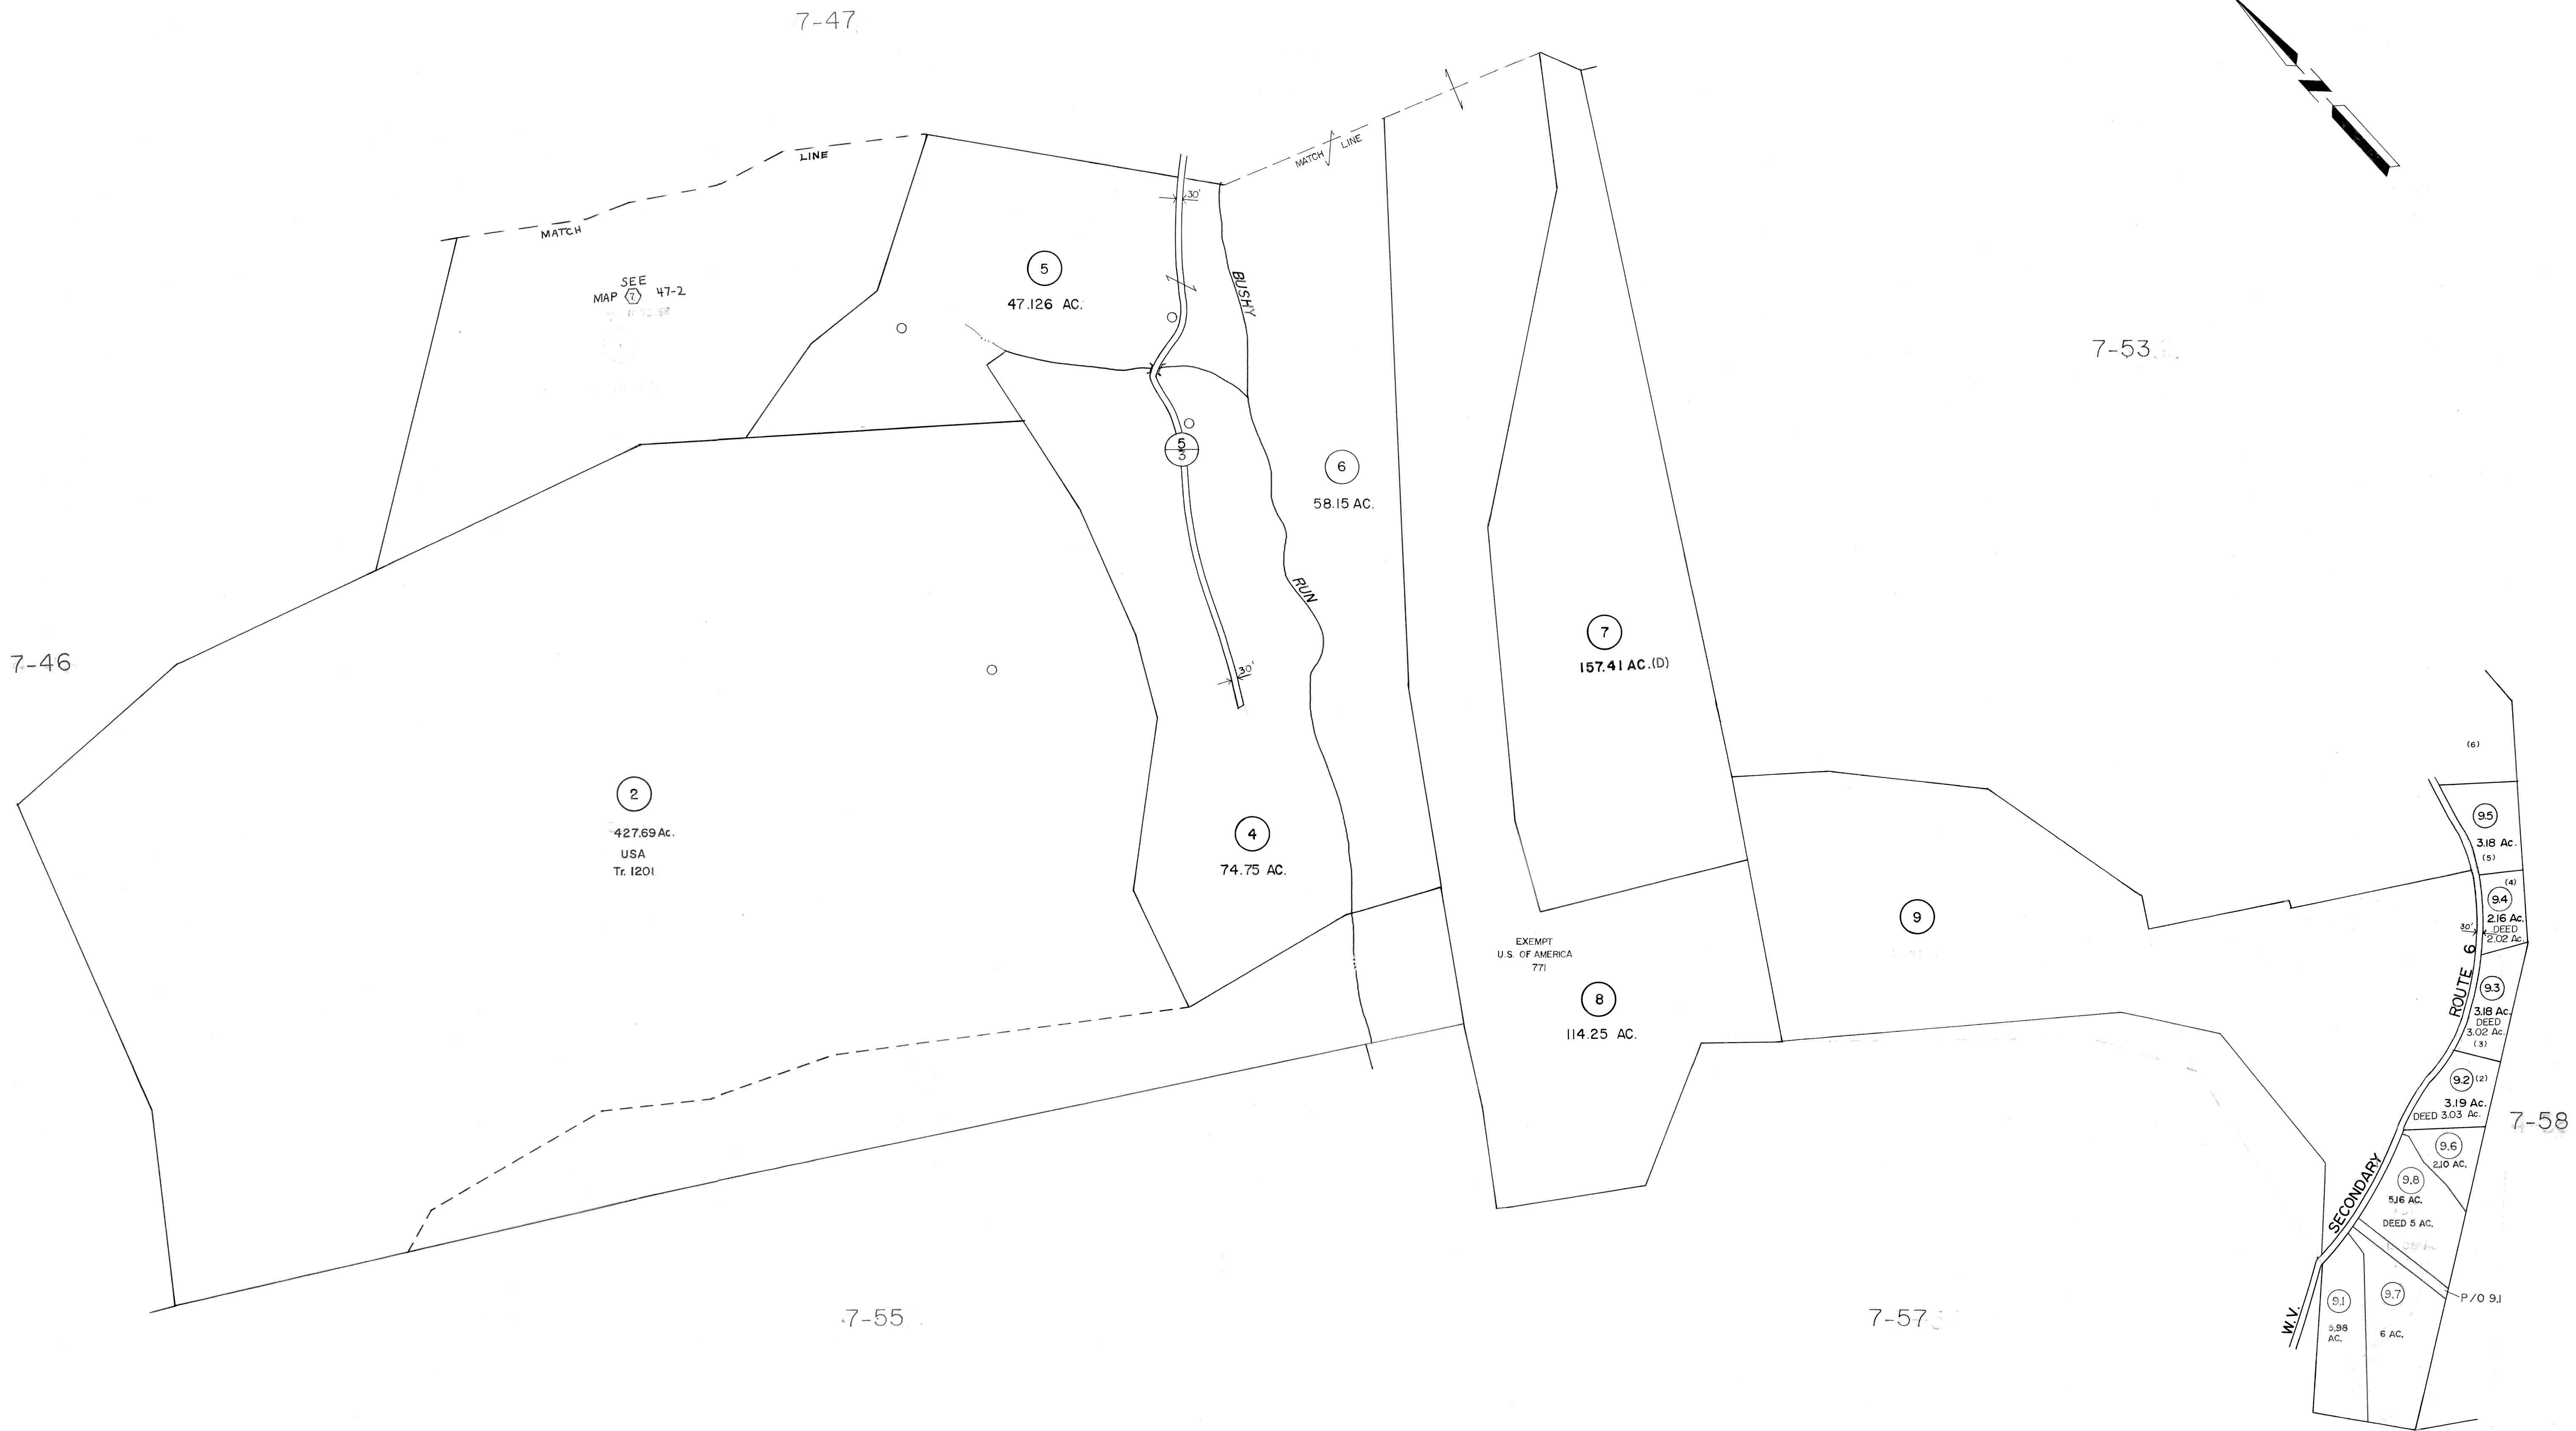 7-47
N
LINE
MATCH
MATCH LINE
30'
SEE
MAP 7 47-2
5
47.126 AC.
BUSHY
7-53
5
3
6
58.15 AC.
RUN
7
157.41 AC.(D)
7-46
30'
2
427.69 Ac.
USA
Tr. 1201
4
74.75 AC.
9
EXEMPT
U.S. OF AMERICA
771
8
114.25 AC.
(6)
9.5
3.18 Ac.
(5)
(4)
9.4
2.16 Ac.
DEED
2.02 Ac.
30'
9.3
3.18 Ac.
DEED
3.02 Ac.
(3)
9.2 (2)
3.19 Ac.
DEED 3.03 Ac.
7-58
9.6
2.10 AC.
9.8
5.16 AC.
DEED 5 AC.
W.V. SECONDARY ROUTE 6
P/O 9.1
9.1
5.98
AC.
9.7
6 AC.
7-55
7-57